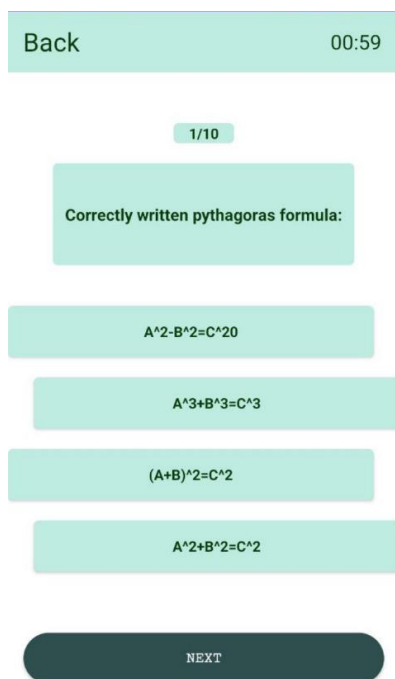 Back
00:59
1/10
Correctly written pythagoras formula:
A^2-B^2=C^20
A^3+B^3=C^3
(A+B)^2=C^2
A^2+B^2=C^2
NEXT